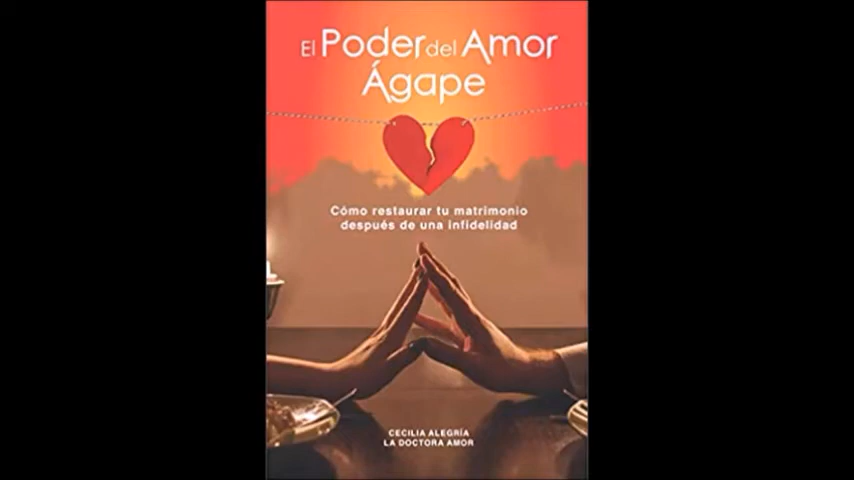 El Poder del Amor
Ágape
Cómo restaurar tu matrimonio
después de una infidelidad
CECILIA ALEGRÍA
LA DOCTORA AMOR